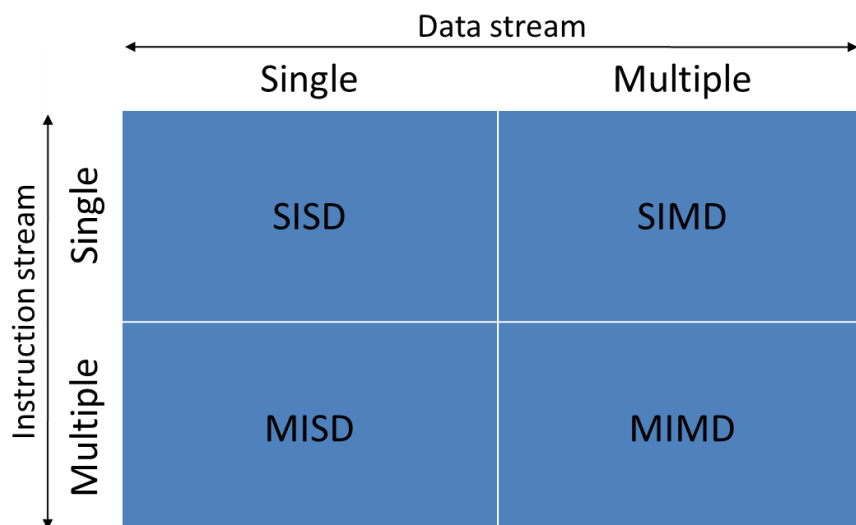 Data stream
Single Multiple
Instruction stream
Single
SISD SIMD
Multiple
MISD MIMD